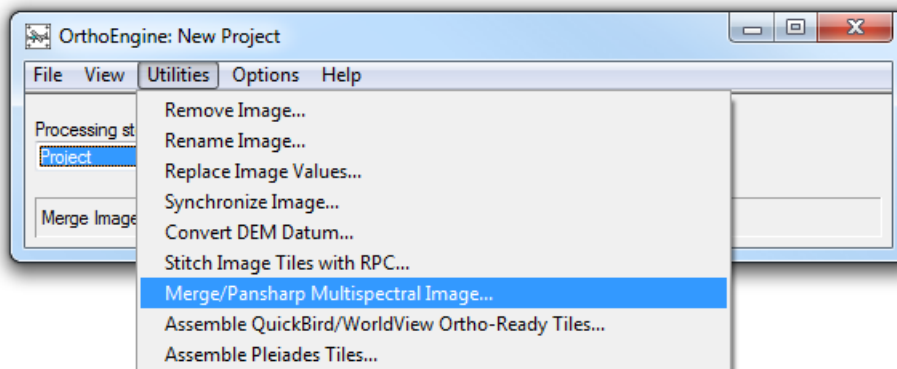 OrthoEngine: New Project
File View Utilities Options Help
Remove Image...
Processing st
Rename Image...
Project
Replace Image Values...
Synchronize Image...
Merge Image
Convert DEM Datum...
Stitch Image Tiles with RPC...
Merge/Pansharp Multispectral Image...
Assemble QuickBird/WorldView Ortho-Ready Tiles...
Assemble Pleiades Tiles...